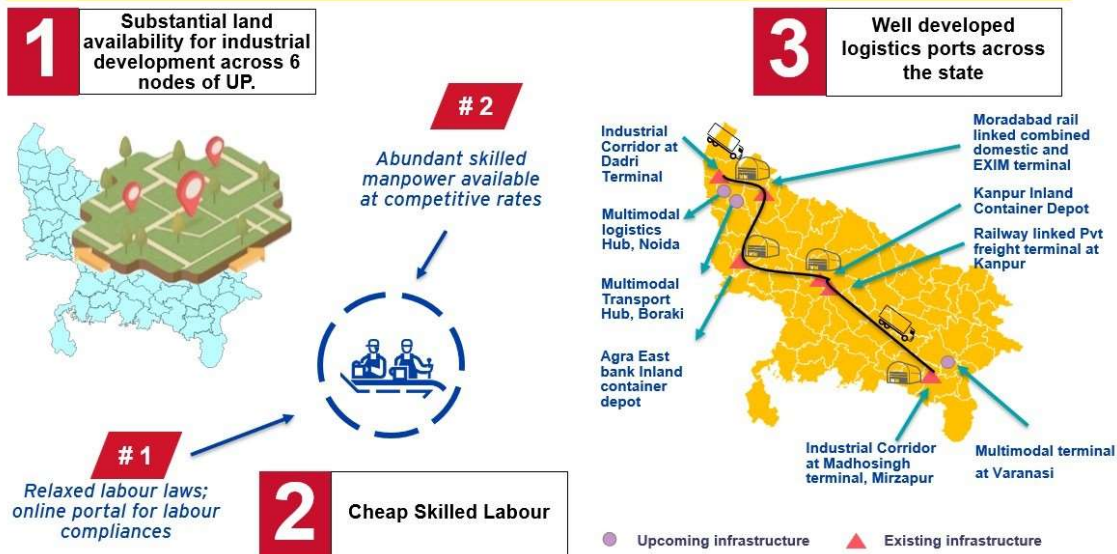 1
Substantial land
availability for industrial
development across 6
nodes of UP.
# 2
Abundant skilled
manpower available
at competitive rates
# 1
Relaxed labour laws;
online portal for labour
compliances
2
Cheap Skilled Labour
3
Well developed
logistics ports across
the state
Industrial
Corridor at
Dadri
Terminal
Multimodal
logistics
Hub, Noida
Multimodal
Transport
Hub, Boraki
Agra East
bank Inland
container
depot
Moradabad rail
linked combined
domestic and
EXIM terminal
Kanpur Inland
Container Depot
Railway linked Pvt
freight terminal at
Kanpur
Industrial Corridor
at Madhosingh
terminal, Mirzapur
Multimodal terminal
at Varanasi
Upcoming infrastructure
Existing infrastructure